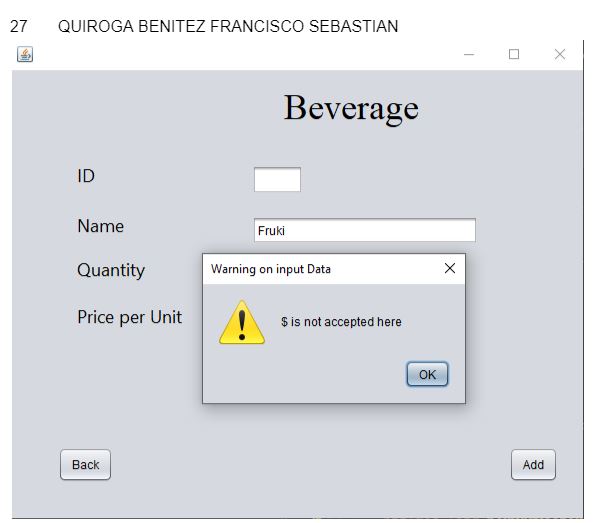 27 QUIROGA BENITEZ FRANCISCO SEBASTIAN
Beverage
ID
Name Fruki
Quantity
Warning on input Data
Price per Unit
$ is not accepted here
OK
Back Add